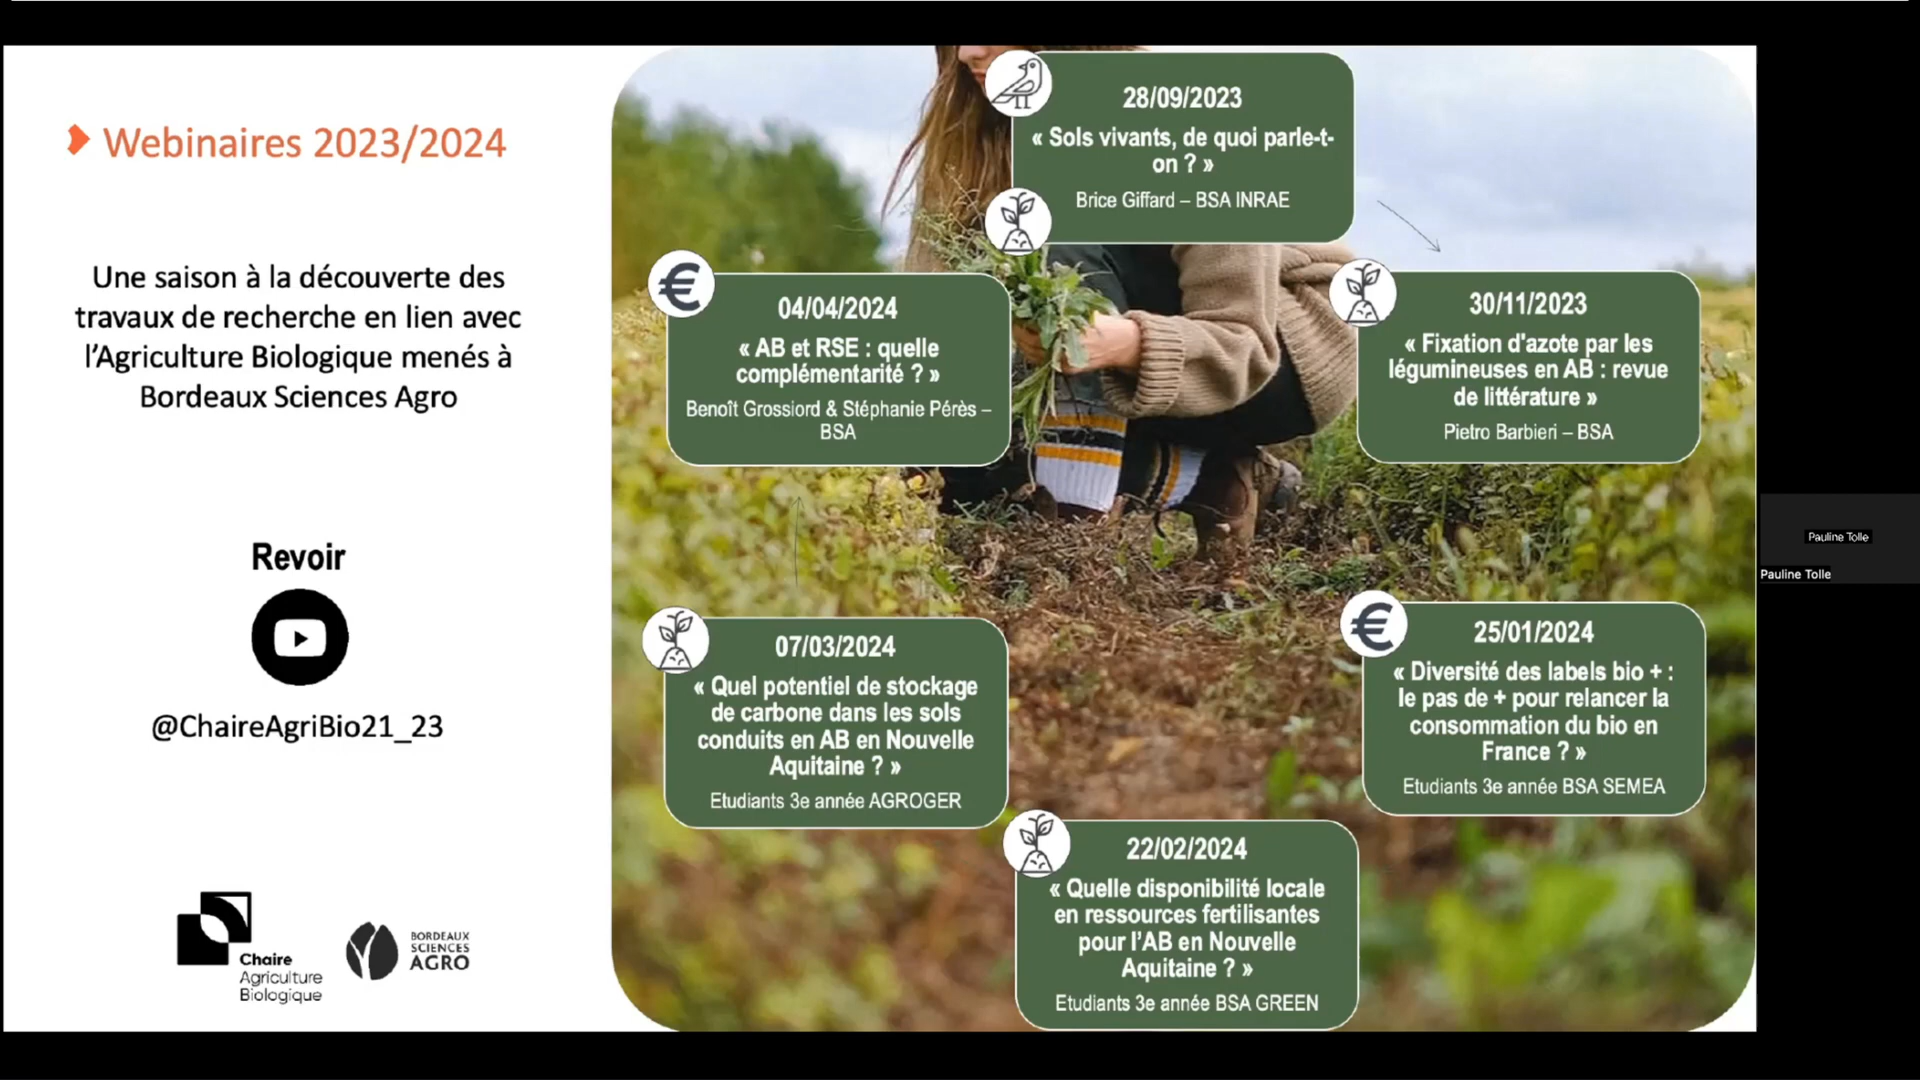 Webinaires 2023/2024
Une saison à la découverte des
travaux de recherche en lien avec
l’Agriculture Biologique menés à
Bordeaux Sciences Agro
Revoir
@ChaireAgriBio21_23
Chaire
Agriculture
Biologique
BORDEAUX
SCIENCES
AGRO
28/09/2023
« Sols vivants, de quoi parle-t-
on ? »
Brice Giffard – BSA INRAE
30/11/2023
« Fixation d'azote par les
légumineuses en AB : revue
de littérature »
Pietro Barbieri – BSA
25/01/2024
« Diversité des labels bio + :
le pas de + pour relancer la
consommation du bio en
France ? »
Etudiants 3e année BSA SEMEA
22/02/2024
« Quelle disponibilité locale
en ressources fertilisantes
pour l’AB en Nouvelle
Aquitaine ? »
Etudiants 3e année BSA GREEN
07/03/2024
« Quel potentiel de stockage
de carbone dans les sols
conduits en AB en Nouvelle
Aquitaine ? »
Etudiants 3e année AGROGER
€
04/04/2024
« AB et RSE : quelle
complémentarité ? »
Benoît Grossiord & Stéphanie Pérès –
BSA
€
Pauline Tolle
Pauline Tolle